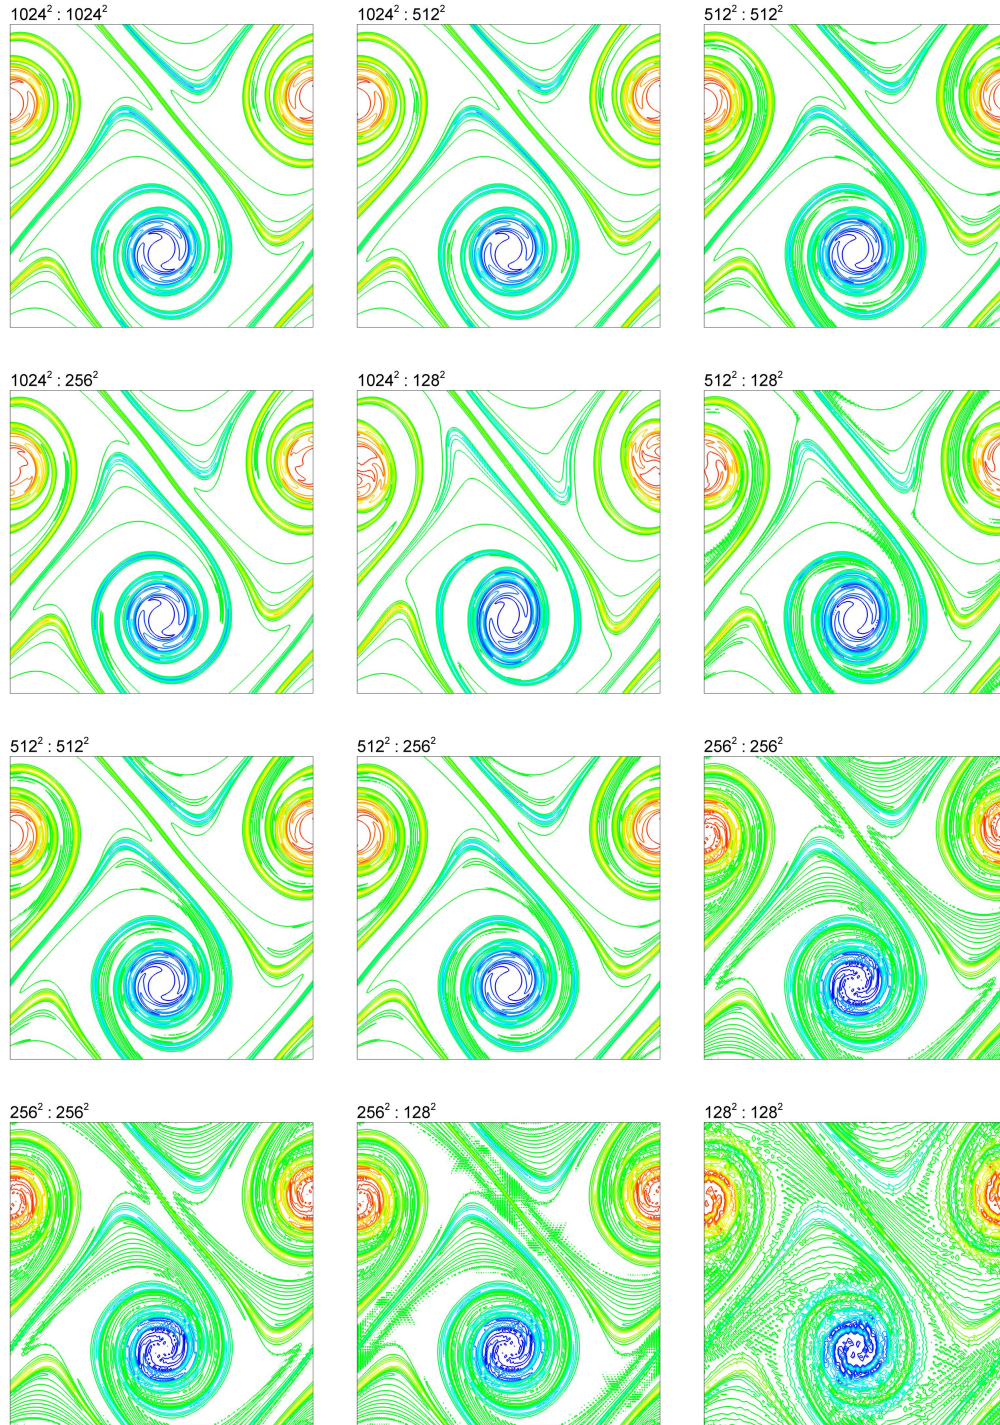 1024² : 1024²
1024² : 512²
512² : 512²
1024² : 256²
1024² : 128²
512² : 128²
512² : 512²
512² : 256²
256² : 256²
256² : 256²
256² : 128²
128² : 128²